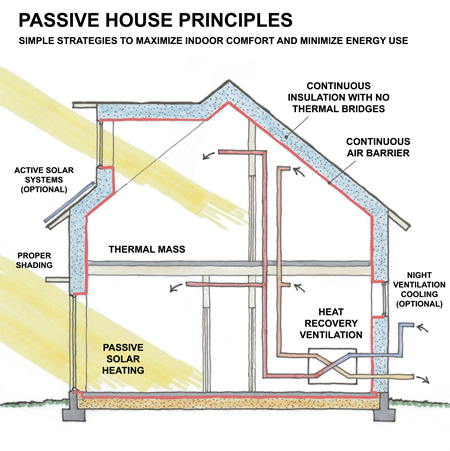 PASSIVE HOUSE PRINCIPLES
SIMPLE STRATEGIES TO MAXIMIZE INDOOR COMFORT AND MINIMIZE ENERGY USE
CONTINUOUS
INSULATION WITH NO
THERMAL BRIDGES
CONTINUOUS
AIR BARRIER
ACTIVE SOLAR
SYSTEMS
(OPTIONAL)
THERMAL MASS
PROPER
SHADING
NIGHT
VENTILATION
COOLING
(OPTIONAL)
HEAT
RECOVERY
VENTILATION
PASSIVE
SOLAR
HEATING